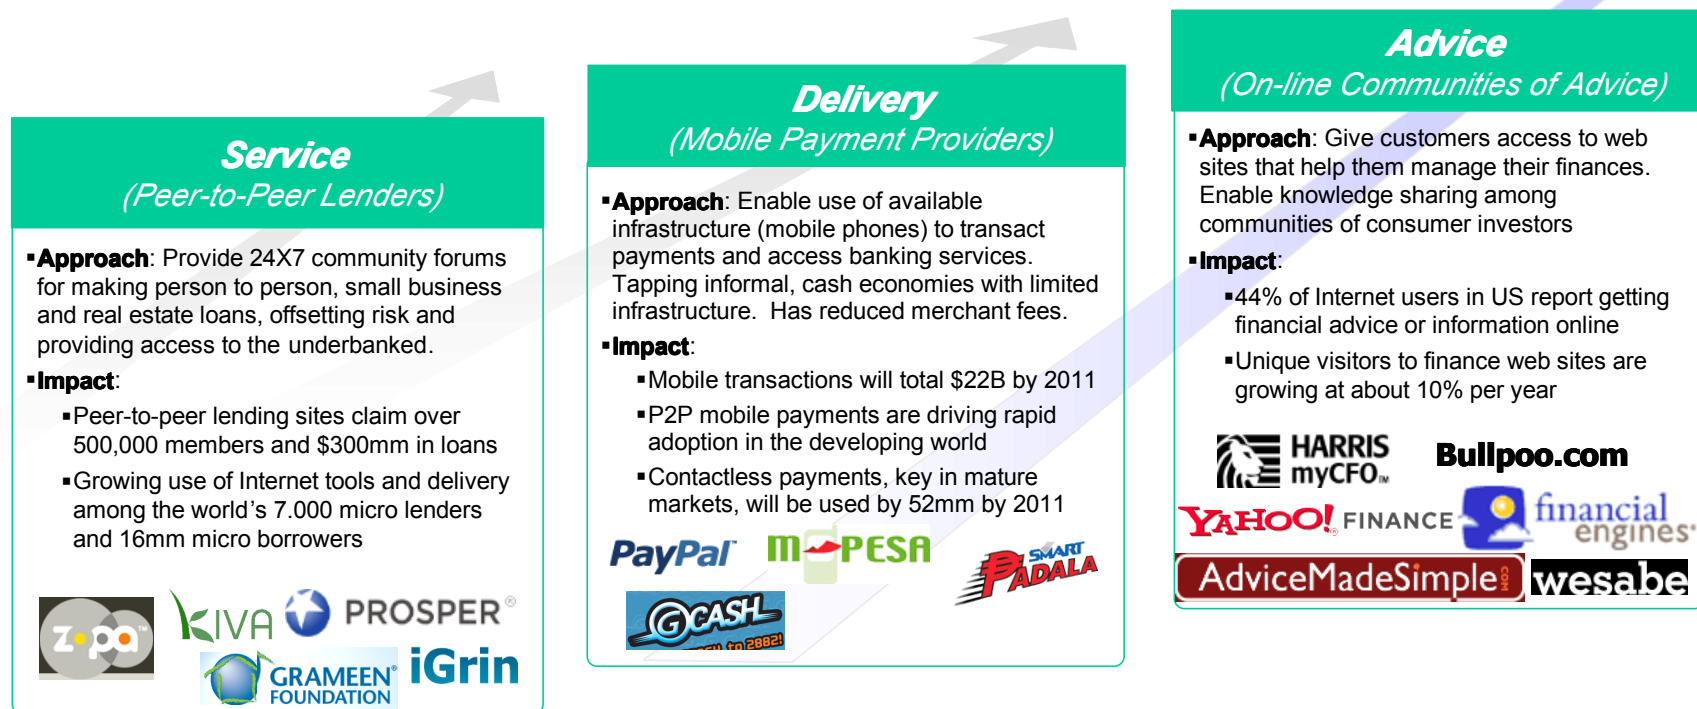 Service
(Peer-to-Peer Lenders)
▪Approach: Provide 24X7 community forums
for making person to person, small business
and real estate loans, offsetting risk and
providing access to the underbanked.
▪Impact:
▪Peer-to-peer lending sites claim over
500,000 members and $300mm in loans
▪Growing use of Internet tools and delivery
among the world's 7.000 micro lenders
and 16mm micro borrowers
zopa™
KIVA
PROSPER®
GRAMEEN®
FOUNDATION
iGrin
Delivery
(Mobile Payment Providers)
▪Approach: Enable use of available
infrastructure (mobile phones) to transact
payments and access banking services.
Tapping informal, cash economies with limited
infrastructure.  Has reduced merchant fees.
▪Impact:
▪Mobile transactions will total $22B by 2011
▪P2P mobile payments are driving rapid
adoption in the developing world
▪Contactless payments, key in mature
markets, will be used by 52mm by 2011
PayPal™
M-PESA
SMART
PADALA
GCASH
to 2882!
Advice
(On-line Communities of Advice)
▪Approach: Give customers access to web
sites that help them manage their finances.
Enable knowledge sharing among
communities of consumer investors
▪Impact:
▪44% of Internet users in US report getting
financial advice or information online
▪Unique visitors to finance web sites are
growing at about 10% per year
HARRIS
myCFO™
Bullpoo.com
YAHOO!® FINANCE
financial
engines®
AdviceMadeSimple.COM
wesabe